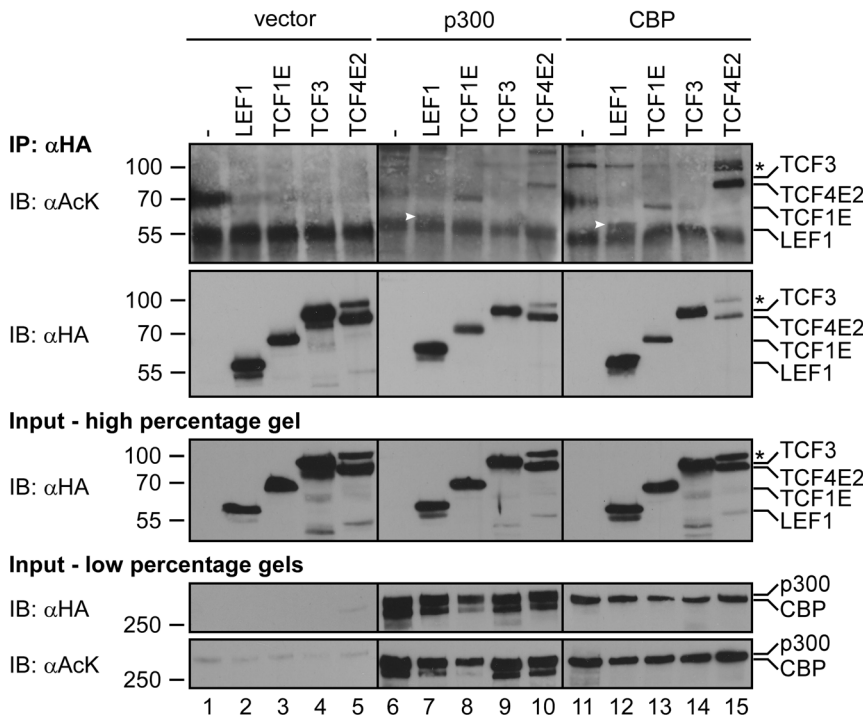 vector p300 CBP
- LEF1 TCF1E TCF3 TCF4E2 - LEF1 TCF1E TCF3 TCF4E2 - LEF1 TCF1E TCF3 TCF4E2
IP: αHA
IB: αAcK
100
70
55
* TCF3
TCF4E2
TCF1E
LEF1
IB: αHA
100
70
55
* TCF3
TCF4E2
TCF1E
LEF1
Input - high percentage gel
IB: αHA
100
70
55
* TCF3
TCF4E2
TCF1E
LEF1
Input - low percentage gels
IB: αHA
250
p300
CBP
IB: αAcK
250
p300
CBP
1 2 3 4 5 6 7 8 9 10 11 12 13 14 15